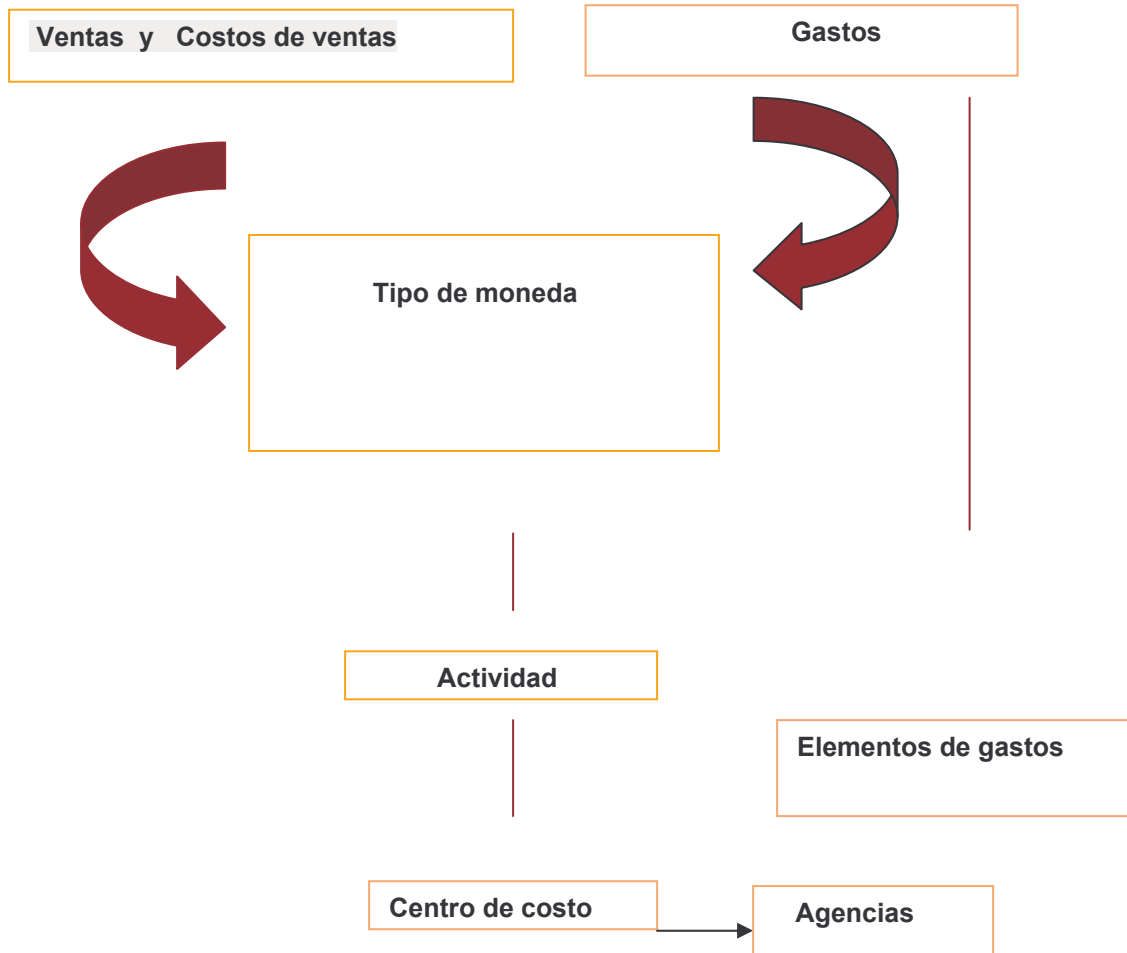 Ventas y Costos de ventas
Gastos
Tipo de moneda
Actividad
Elementos de gastos
Centro de costo
Agencias